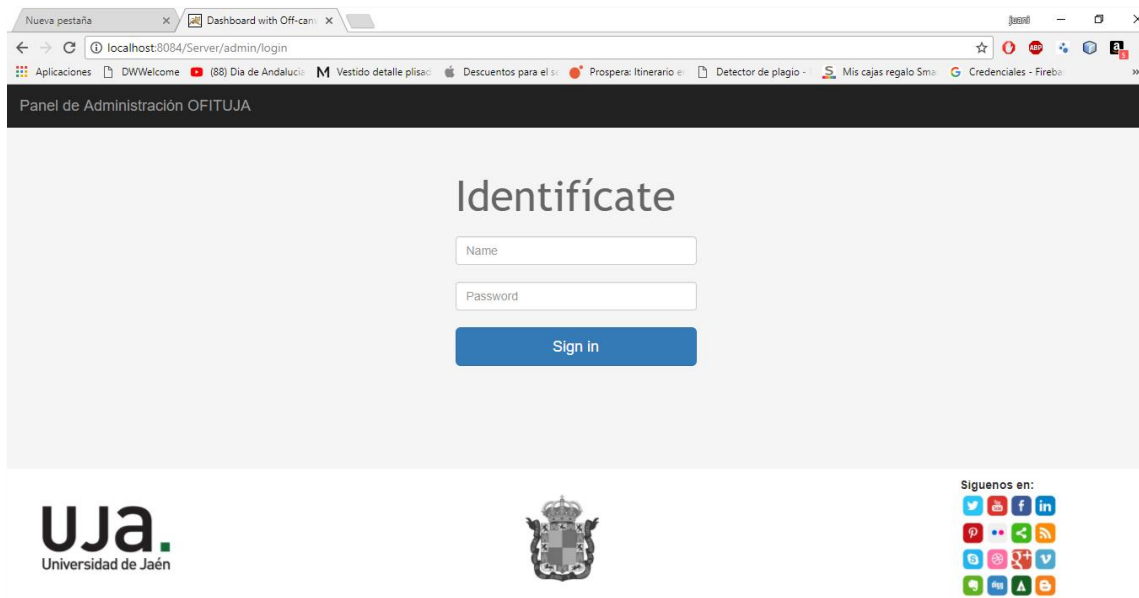 Nueva pestaña
Dashboard with Off-canv
localhost:8084/Server/admin/login
Aplicaciones
DWWelcome
(88) Dia de Andalucia
Vestido detalle plisad
Descuentos para el so
Prospera: Itinerario e
Detector de plagio -
Mis cajas regalo Sma
Credenciales - Fireba
»
Panel de Administración OFITUJA
Identifícate
Name
Password
Sign in
uja.
Universidad de Jaén
Siguenos en: